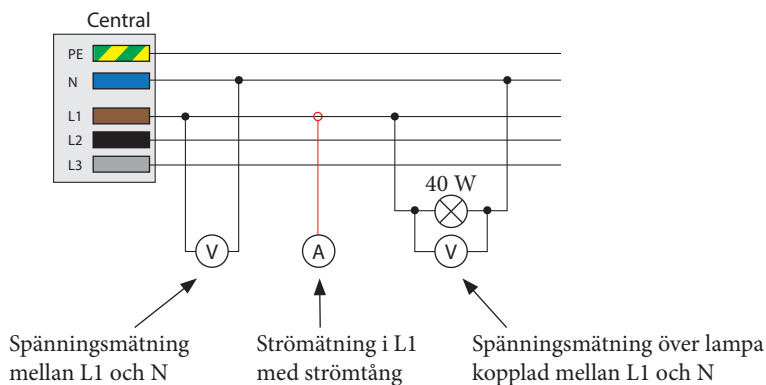 Central
PE
N
L1
L2
L3
40 W
V
A
V
Spänningsmätning
mellan L1 och N
Strömätning i L1
med strömtång
Spänningsmätning över lampa
kopplad mellan L1 och N